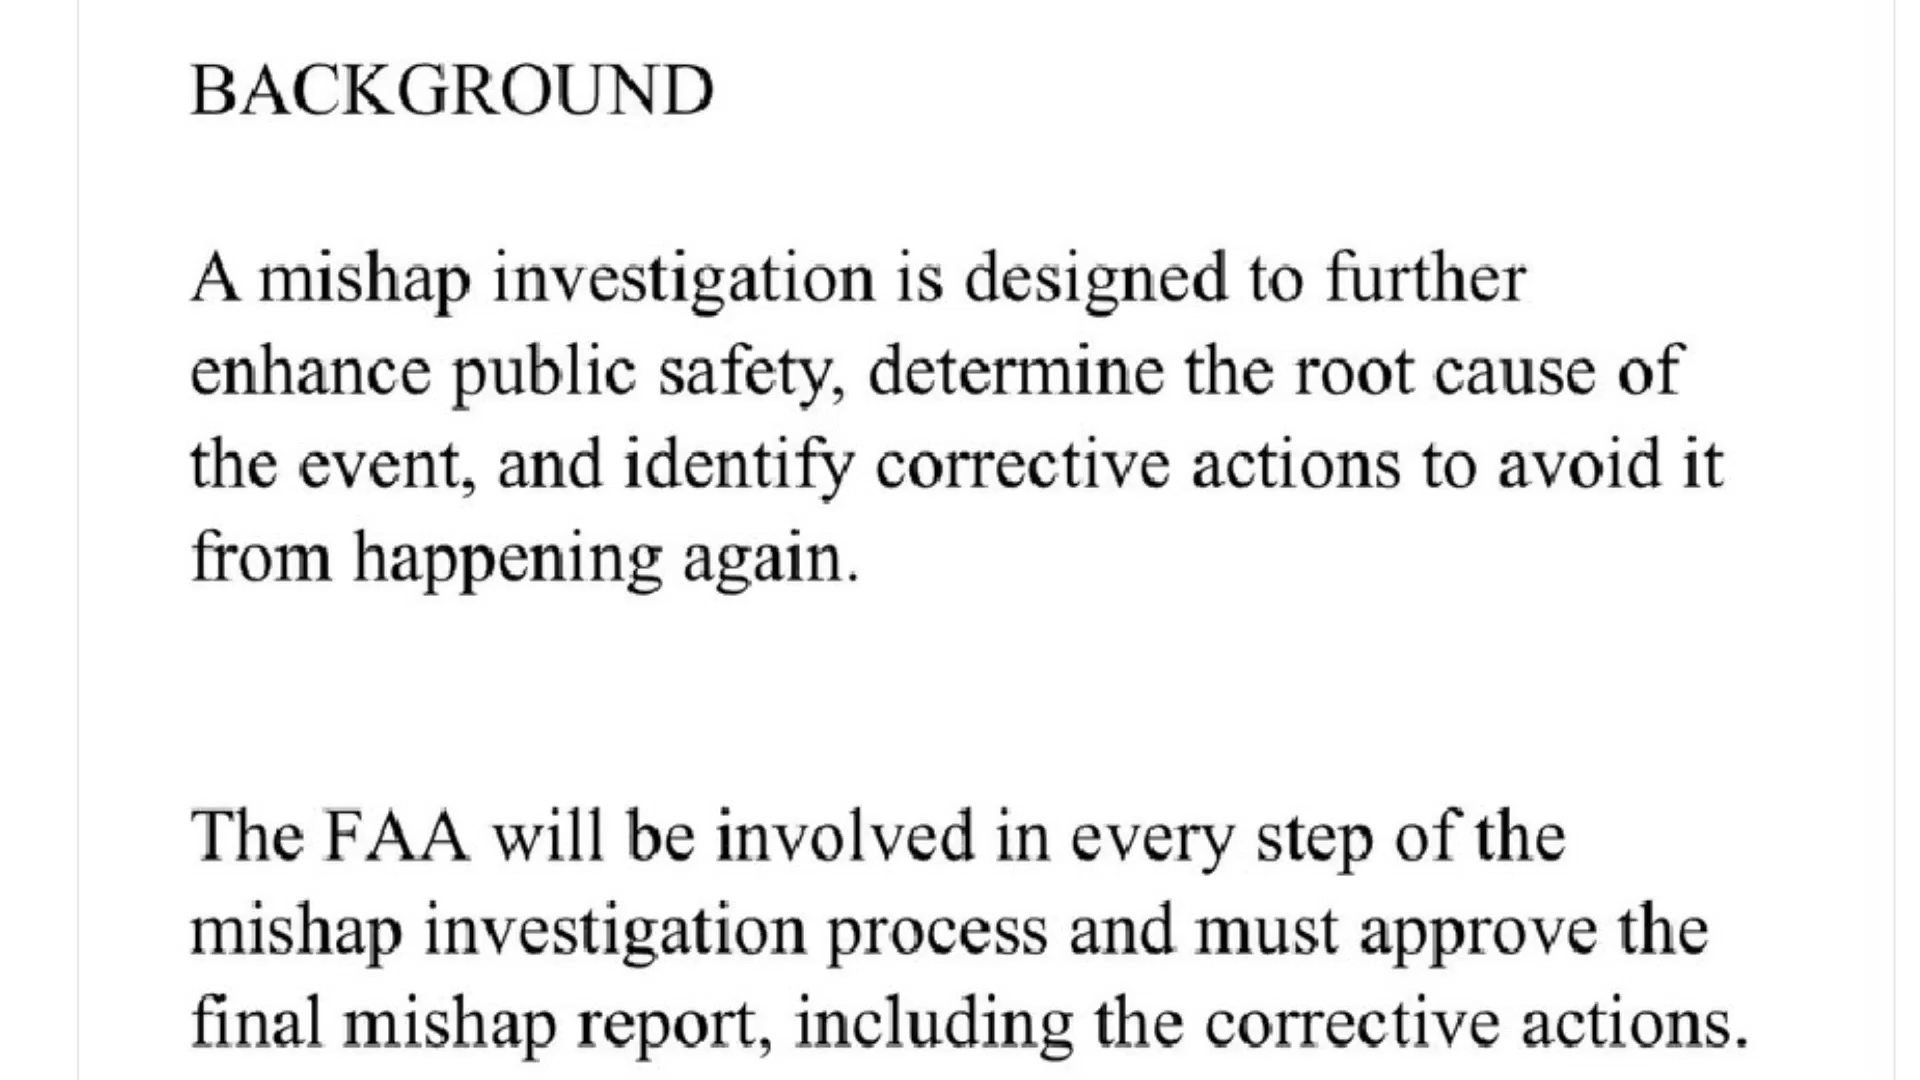 BACKGROUND
A mishap investigation is designed to further
enhance public safety, determine the root cause of
the event, and identify corrective actions to avoid it
from happening again.
The FAA will be involved in every step of the
mishap investigation process and must approve the
final mishap report, including the corrective actions.